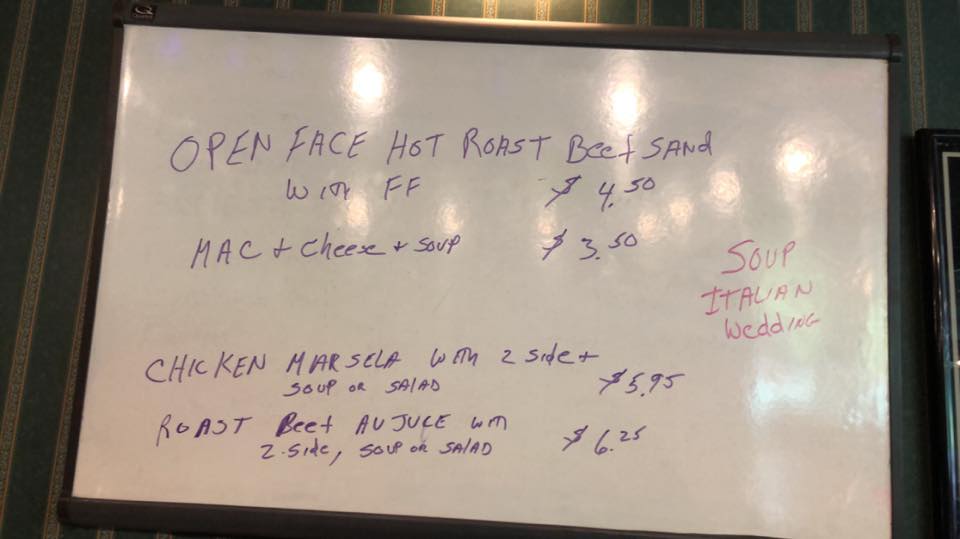 OPEN FACE HOT ROAST Beef SAND
WITH FF $4.50
MAC + Cheese + SOUP $3.50
SOUP
ITALIAN
Wedding
CHICKEN MARSELA WITH 2 Side +
SOUP OR SALAD $5.95
ROAST Beef AU JUCE WITH
2-Side, SOUP OR SALAD $6.25